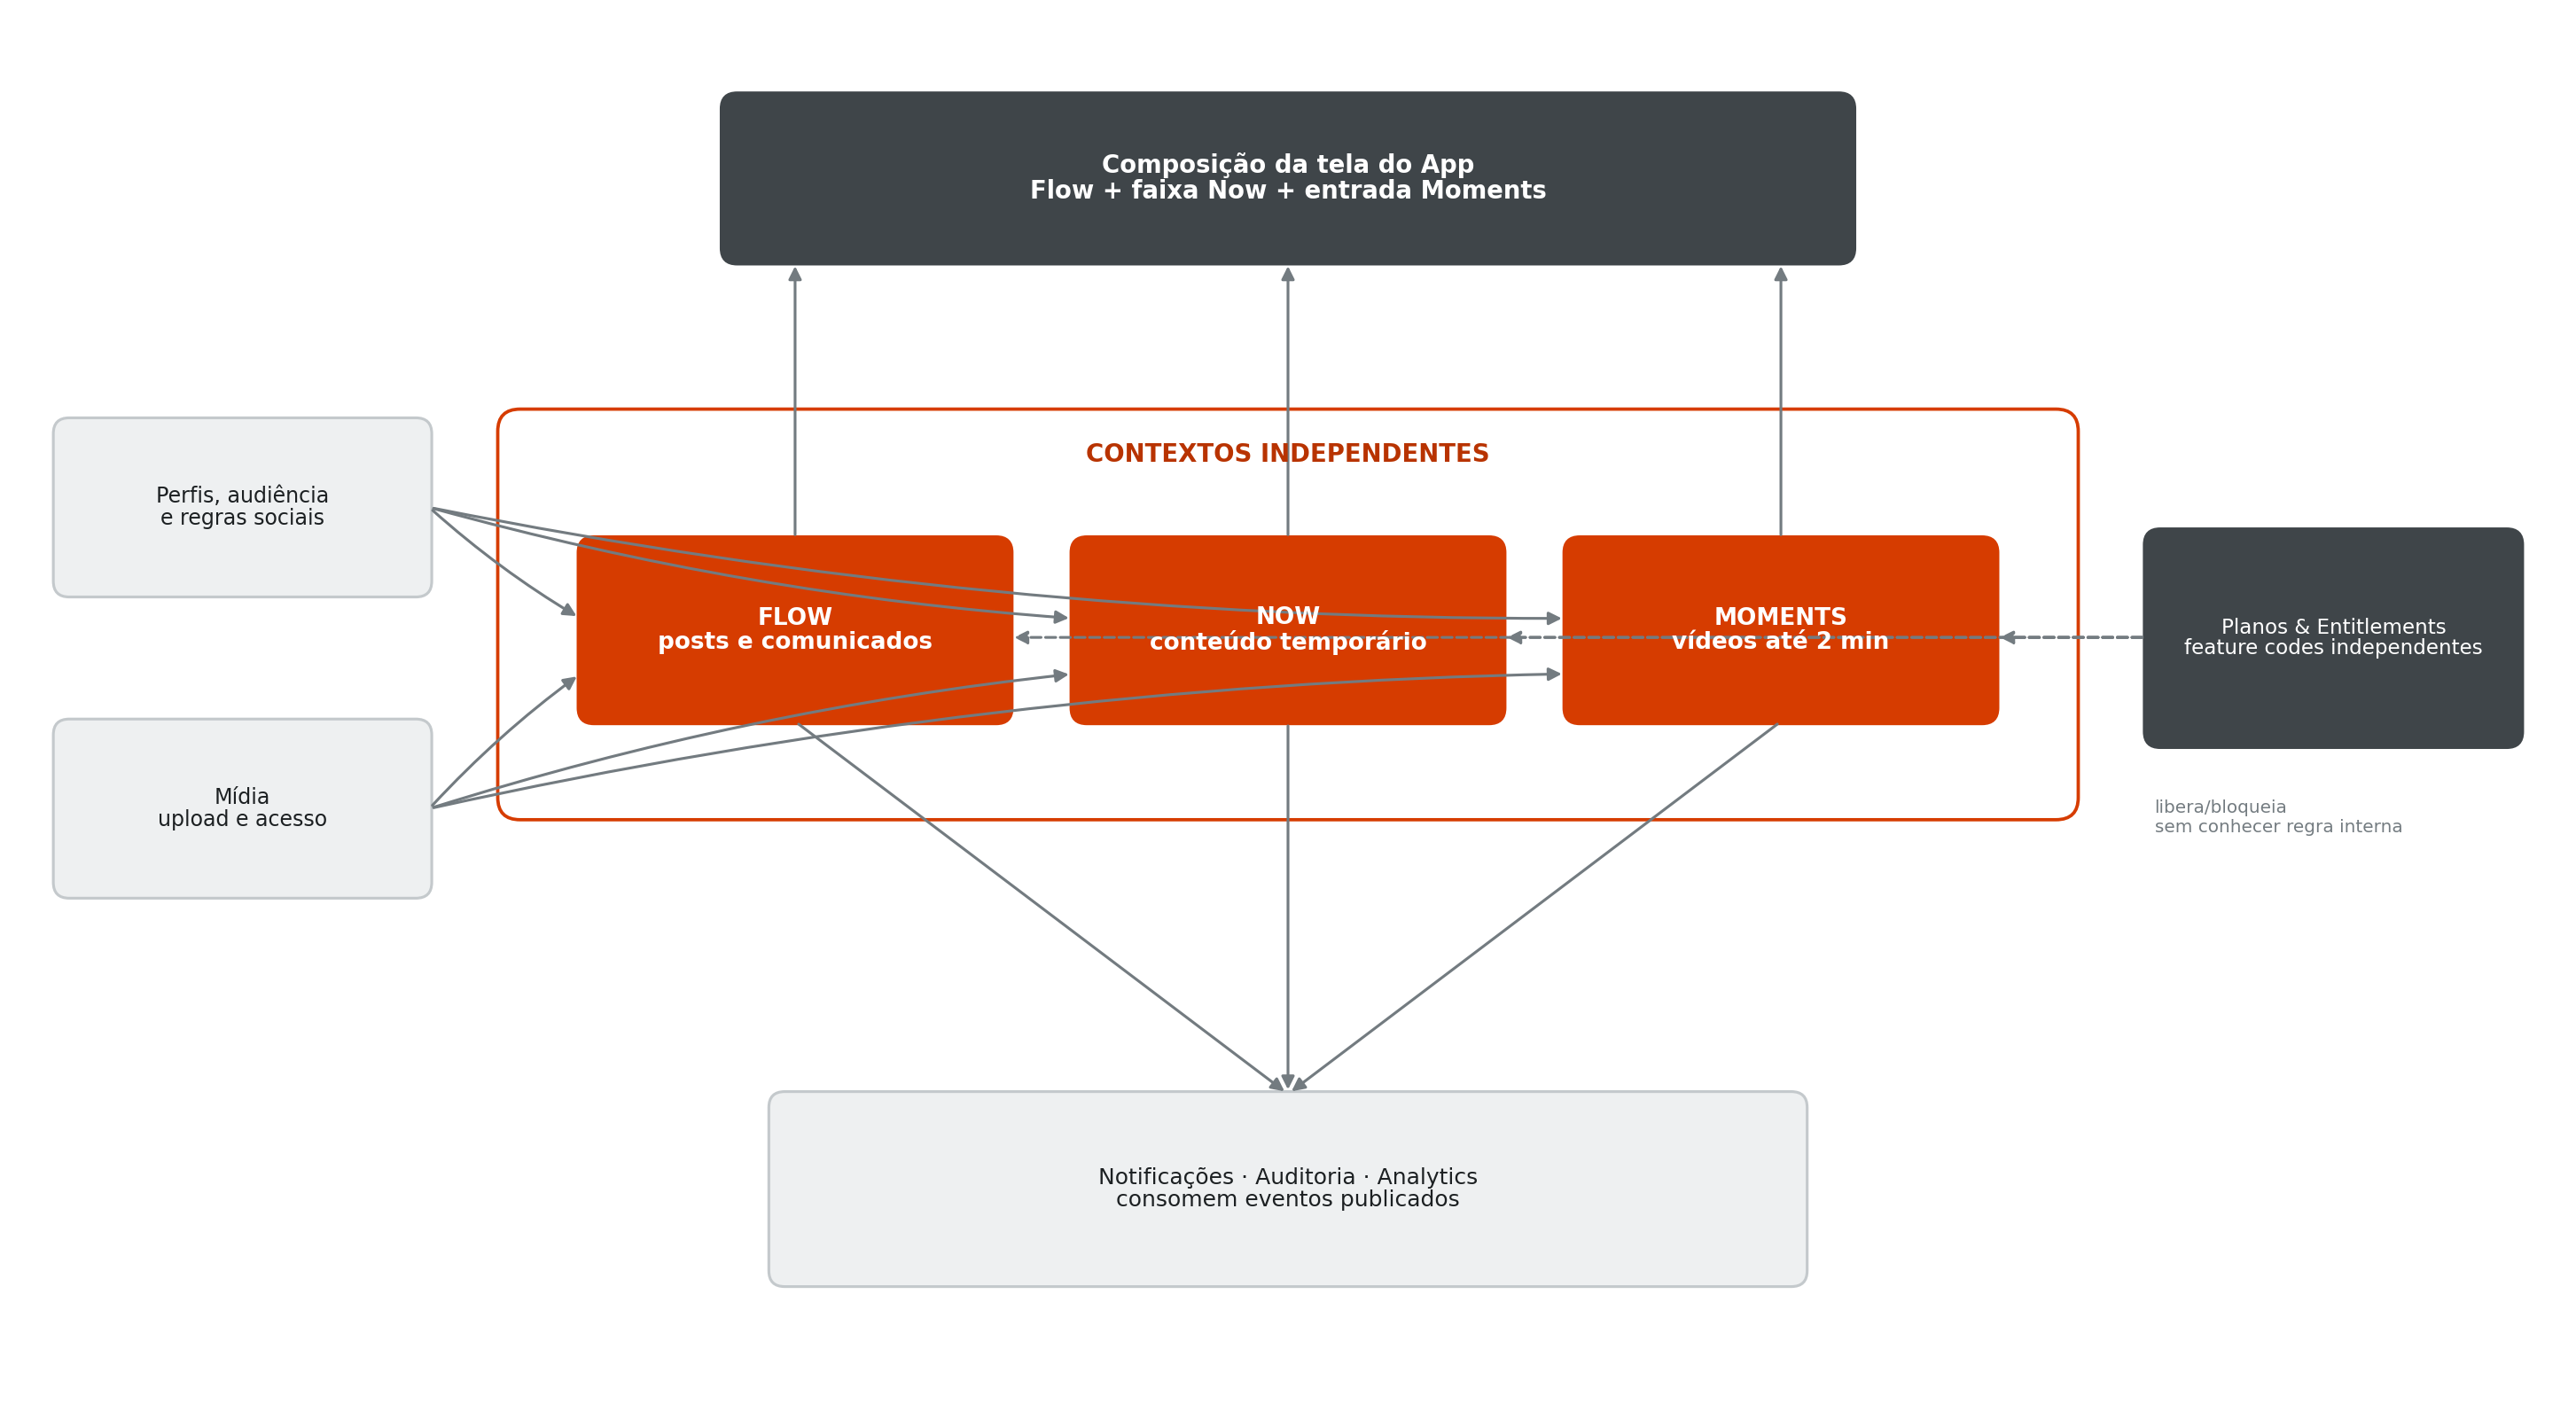 Composição da tela do App
Flow + faixa Now + entrada Moments
CONTEXTOS INDEPENDENTES
Perfis, audiência
e regras sociais
FLOW
posts e comunicados
NOW
conteúdo temporário
MOMENTS
vídeos até 2 min
Planos & Entitlements
feature codes independentes
Mídia
upload e acesso
libera/bloqueia
sem conhecer regra interna
Notificações · Auditoria · Analytics
consomem eventos publicados